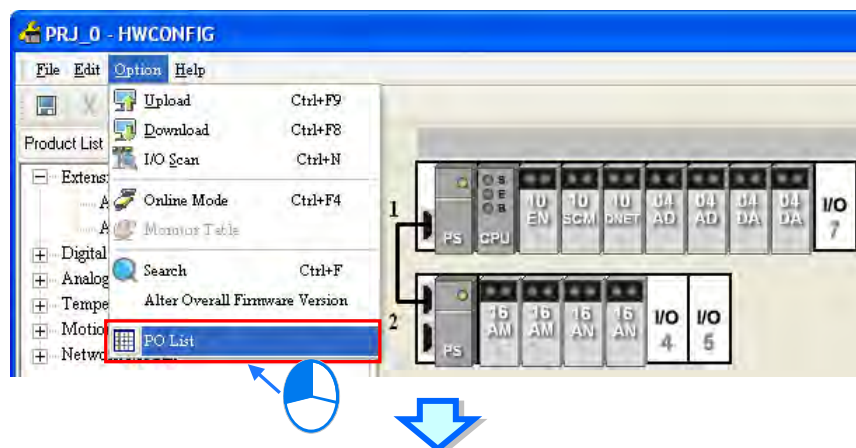 PRJ_0 - HWCONFIG
File Edit Option Help
Upload Ctrl+F9
Download Ctrl+F8
Product List
I/O Scan Ctrl+N
Extens
A
Online Mode Ctrl+F4
A
Monitor Table
Digital
Analog
Search Ctrl+F
Tempe
Alter Overall Firmware Version
Motio
PO List
Netwo
1
PS
CPU
S
E
R
10 EN
10 SCM
10 DNET
04 AD
04 AD
04 DA
04 DA
I/O 7
2
PS
16 AM
16 AM
16 AN
16 AN
I/O 4
I/O 5